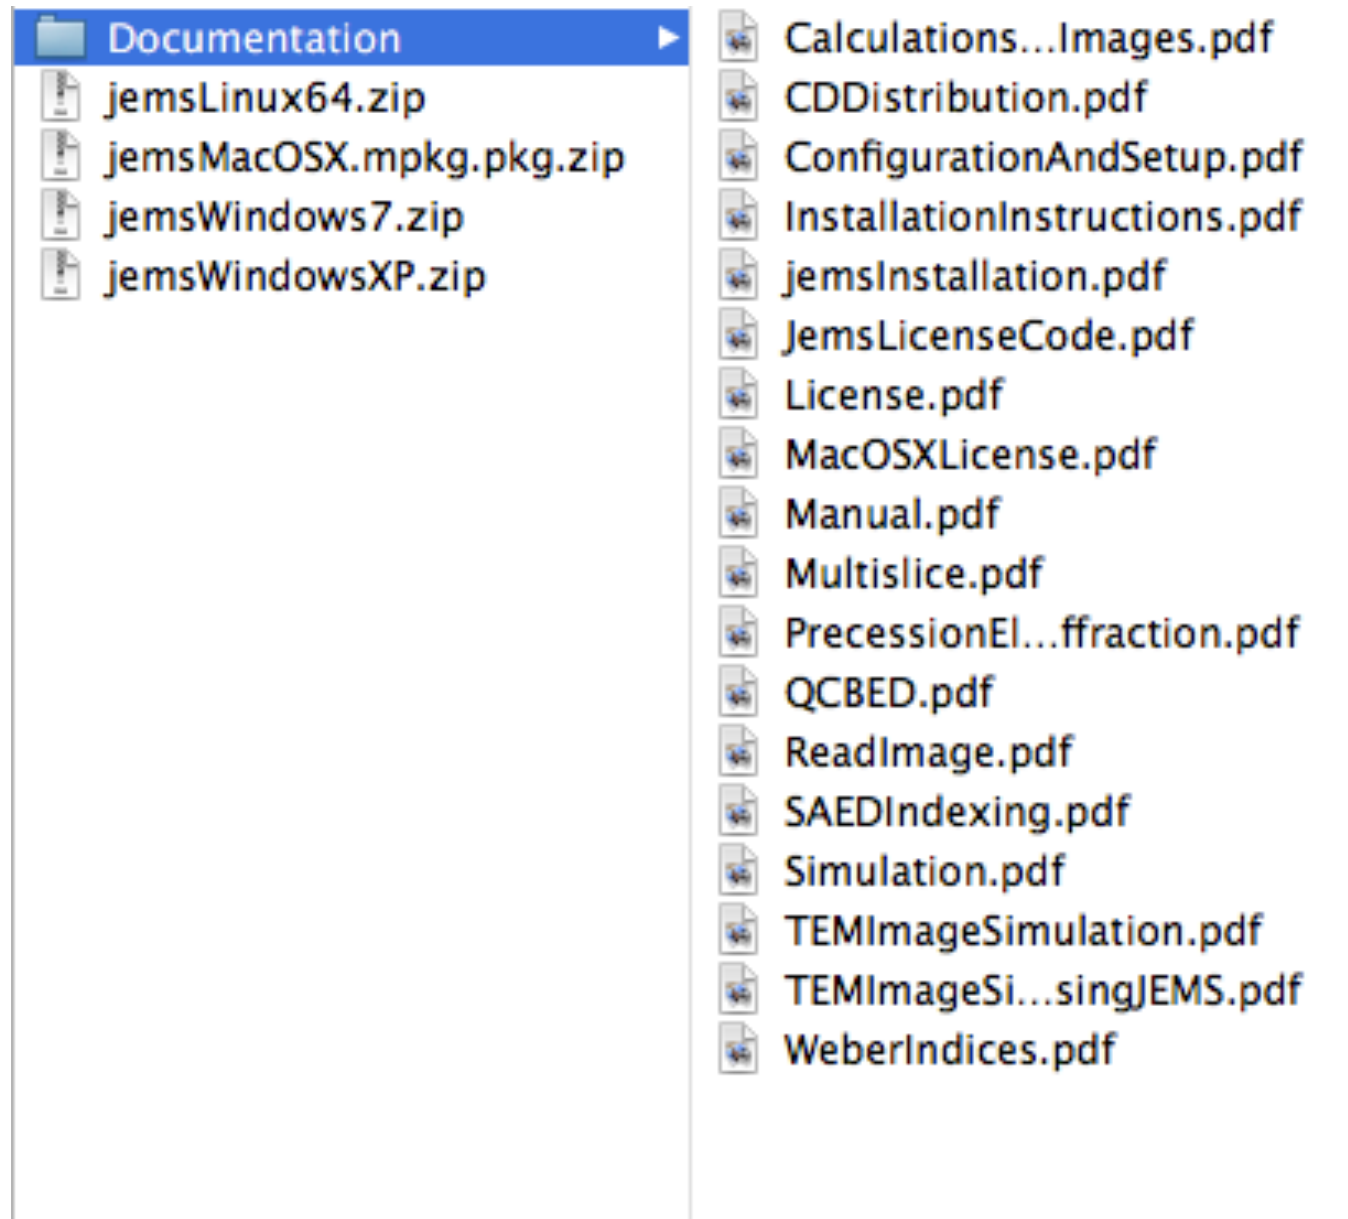 Documentation
jemsLinux64.zip
jemsMacOSX.mpkg.pkg.zip
jemsWindows7.zip
jemsWindowsXP.zip
Calculations...Images.pdf
CDDistribution.pdf
ConfigurationAndSetup.pdf
InstallationInstructions.pdf
jemsInstallation.pdf
JemsLicenseCode.pdf
License.pdf
MacOSXLicense.pdf
Manual.pdf
Multislice.pdf
PrecessionEl...ffraction.pdf
QCBED.pdf
ReadImage.pdf
SAEDIndexing.pdf
Simulation.pdf
TEMImageSimulation.pdf
TEMImageSi...singJEMS.pdf
WeberIndices.pdf